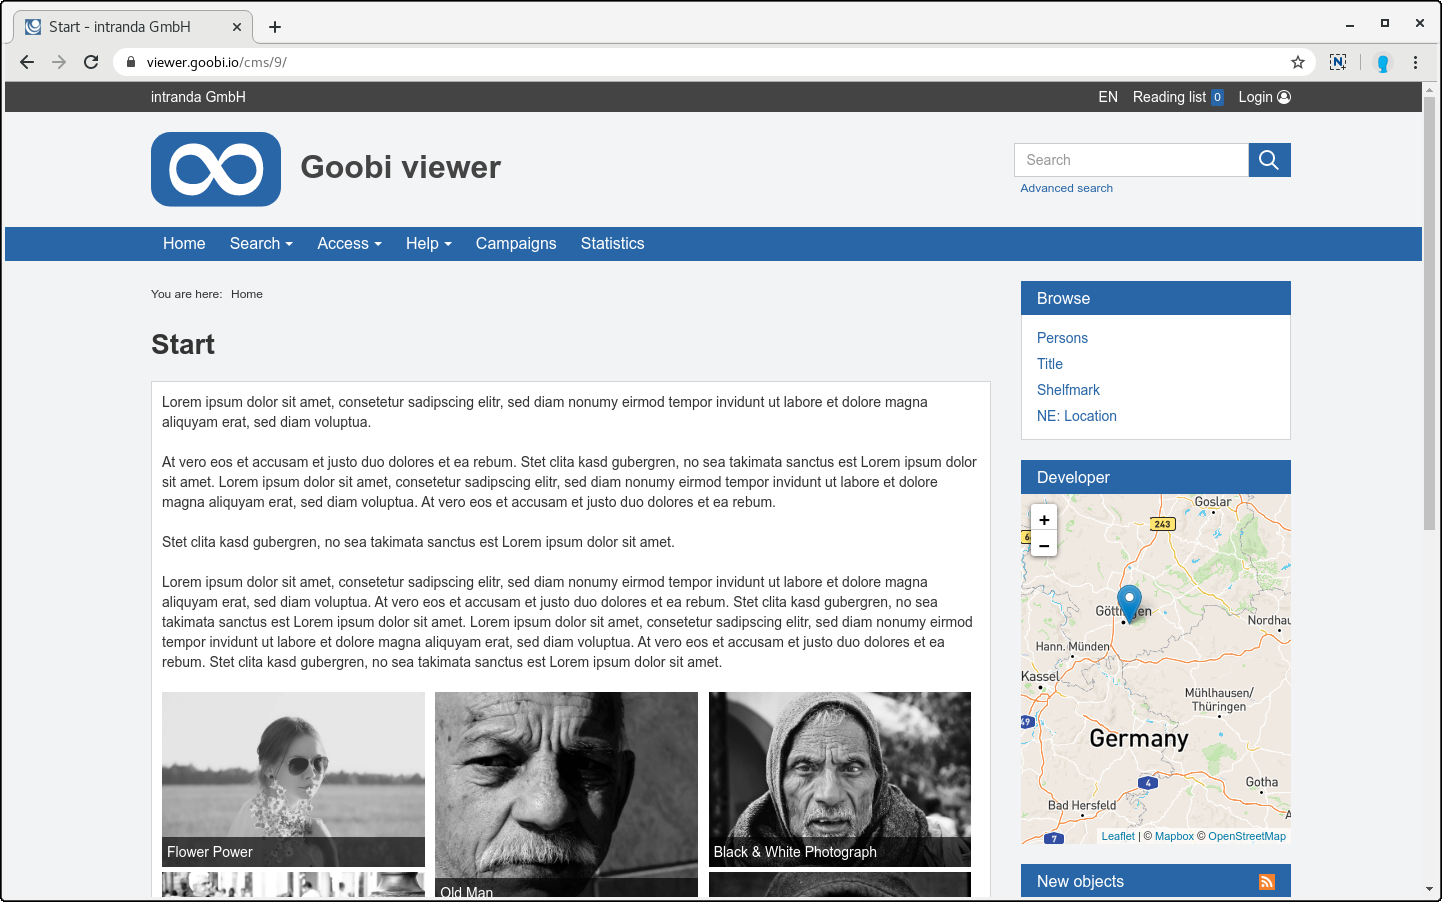 Start - intranda GmbH
viewer.goobi.io/cms/9/
intranda GmbH
EN Reading list 0 Login
Goobi viewer
Search
Advanced search
Home Search Access Help Campaigns Statistics
You are here: Home
Start
Lorem ipsum dolor sit amet, consetetur sadipscing elitr, sed diam nonumy eirmod tempor invidunt ut labore et dolore magna
aliquyam erat, sed diam voluptua.
At vero eos et accusam et justo duo dolores et ea rebum. Stet clita kasd gubergren, no sea takimata sanctus est Lorem ipsum dolor
sit amet. Lorem ipsum dolor sit amet, consetetur sadipscing elitr, sed diam nonumy eirmod tempor invidunt ut labore et dolore
magna aliquyam erat, sed diam voluptua. At vero eos et accusam et justo duo dolores et ea rebum.
Stet clita kasd gubergren, no sea takimata sanctus est Lorem ipsum dolor sit amet.
Lorem ipsum dolor sit amet, consetetur sadipscing elitr, sed diam nonumy eirmod tempor invidunt ut labore et dolore magna
aliquyam erat, sed diam voluptua. At vero eos et accusam et justo duo dolores et ea rebum. Stet clita kasd gubergren, no sea
takimata sanctus est Lorem ipsum dolor sit amet. Lorem ipsum dolor sit amet, consetetur sadipscing elitr, sed diam nonumy eirmod
tempor invidunt ut labore et dolore magna aliquyam erat, sed diam voluptua. At vero eos et accusam et justo duo dolores et ea
rebum. Stet clita kasd gubergren, no sea takimata sanctus est Lorem ipsum dolor sit amet.
Flower Power
Old Man
Black & White Photograph
Browse
Persons
Title
Shelfmark
NE: Location
Developer
+
−
Goslar
243
Nordhau
Hann. Münden
Kassel
Mühlhausen/
Thüringen
49
Germany
4
Gotha
Bad Hersfeld
7
Leaflet | © Mapbox © OpenStreetMap
New objects